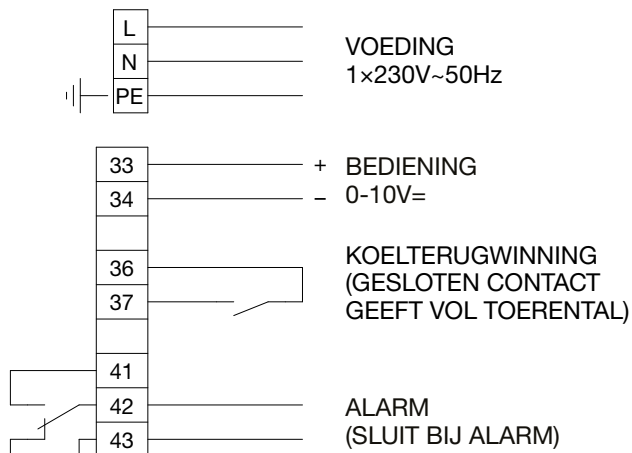 L
N
PE
VOEDING
1×230V~50Hz
33
34
36
37
41
42
43
+ BEDIENING
– 0-10V=
KOELTERUGWINNING
(GESLOTEN CONTACT
GEEFT VOL TOERENTAL)
ALARM
(SLUIT BIJ ALARM)